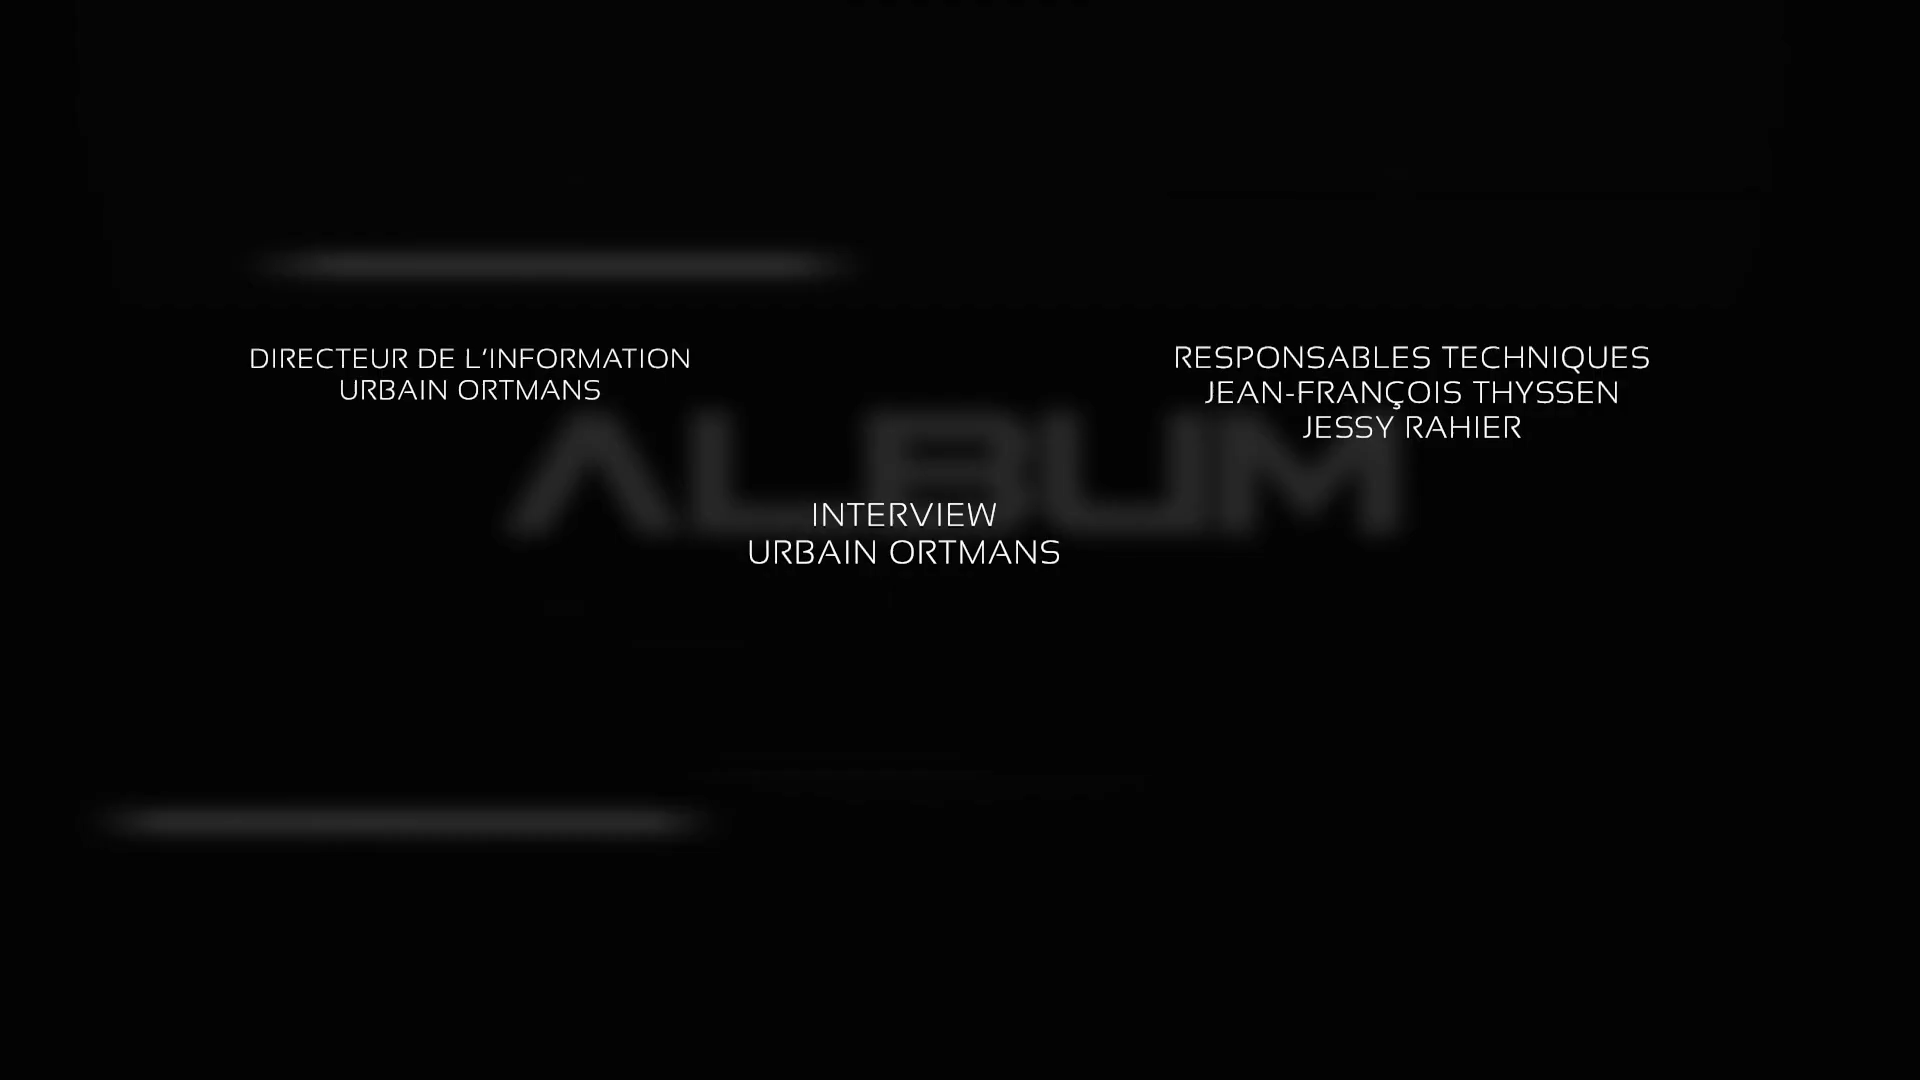 DIRECTEUR DE L'INFORMATION
URBAIN ORTMANS
RESPONSABLES TECHNIQUES
JEAN-FRANÇOIS THYSSEN
JESSY RAHIER
ALBUM
INTERVIEW
URBAIN ORTMANS